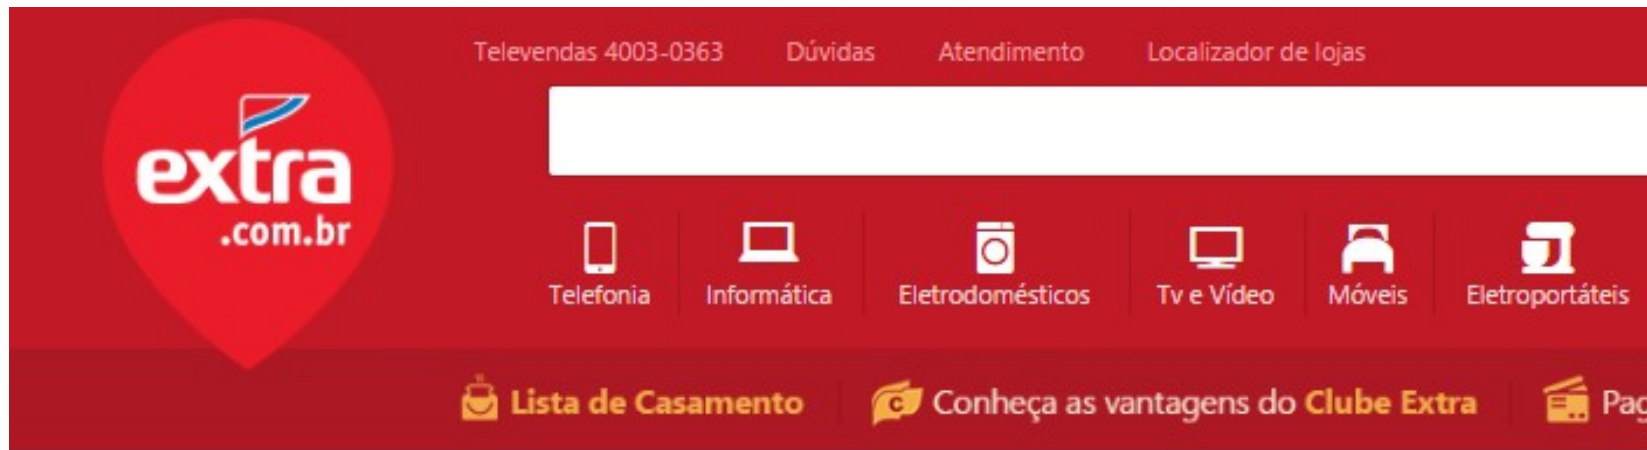 Televendas 4003-0363 Dúvidas Atendimento Localizador de lojas
extra
.com.br
Telefonia Informática Eletrodomésticos Tv e Vídeo Móveis Eletroportáteis
Lista de Casamento C Conheça as vantagens do Clube Extra